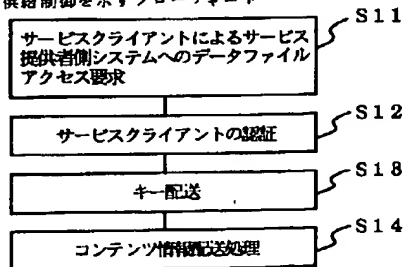 供給制御を示すフローチャート
S11
サービスクライアントによるサービス
提供者側システムへのデータファイル
アクセス要求
S12
サービスクライアントの認証
S18
キー配送
S14
コンテンツ情報配送処理